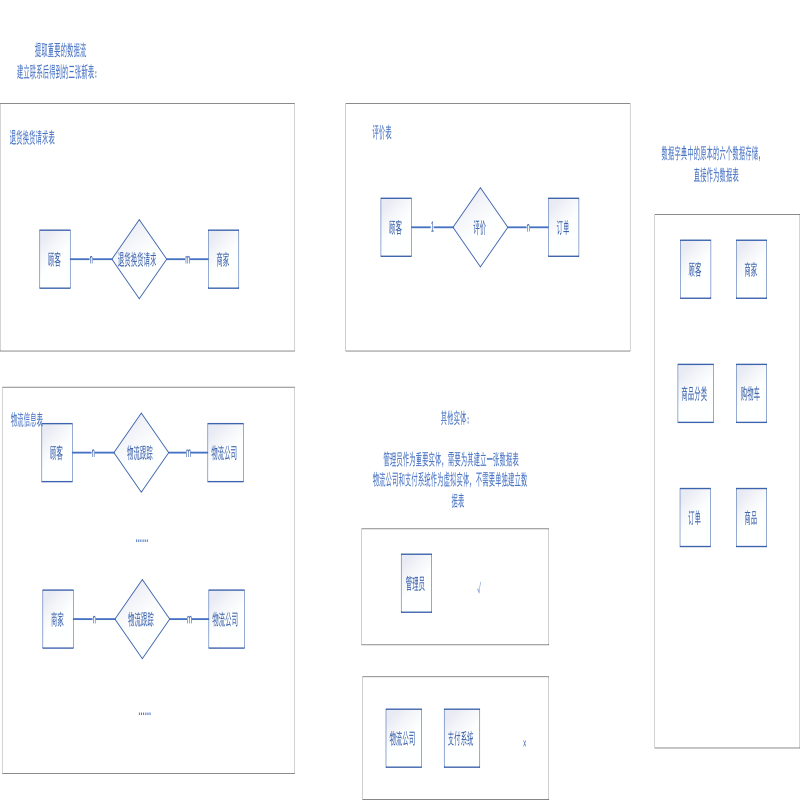 提取重要的数据流
建立联系后得到的三张新表：
退货换货请求表
顾客
n
退货换货请求
m
商家
评价表
顾客
1
评价
n
订单
数据字典中的原本的六个数据存储，
直接作为数据表
顾客
商家
商品分类
购物车
订单
商品
物流信息表
顾客
n
物流跟踪
m
物流公司
......
商家
n
物流跟踪
m
物流公司
......
其他实体：
管理员作为重要实体，需要为其建立一张数据表
物流公司和支付系统作为虚拟实体，不需要单独建立数
据表
管理员
√
物流公司
支付系统
x